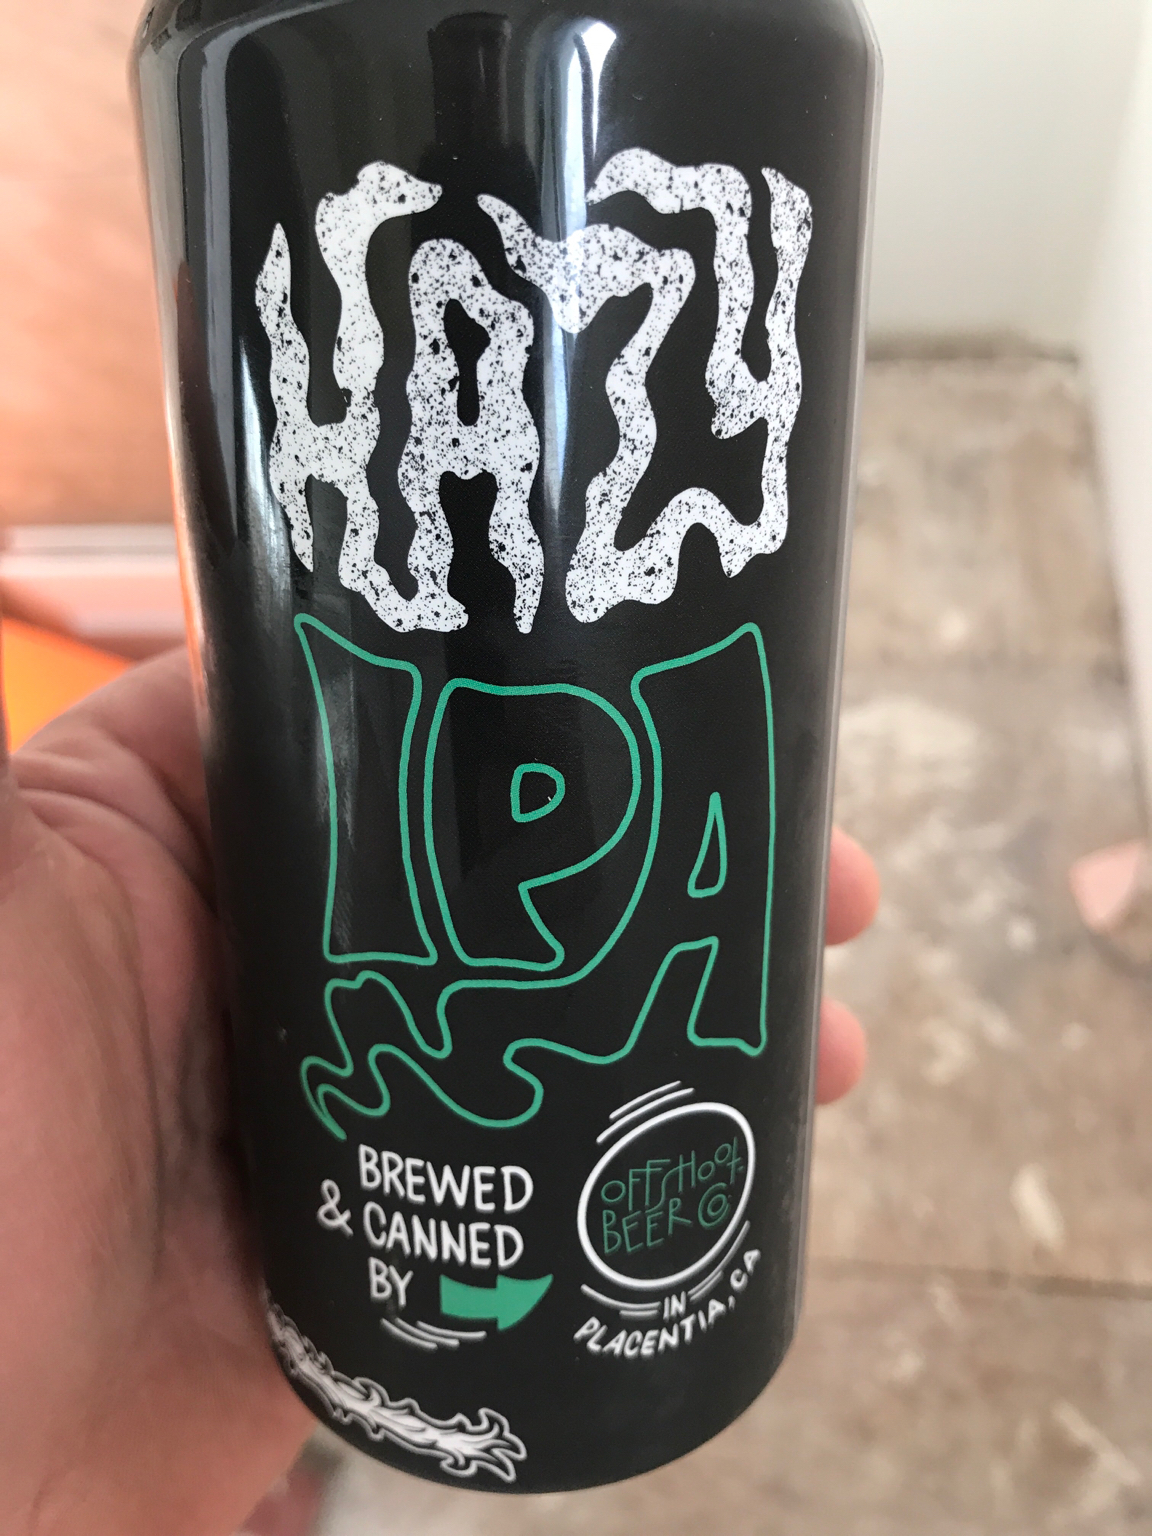 HAZY
IPA
BREWED
& CANNED
BY
OFFSHOOT
BEER Co.
IN
PLACENTIA, CA